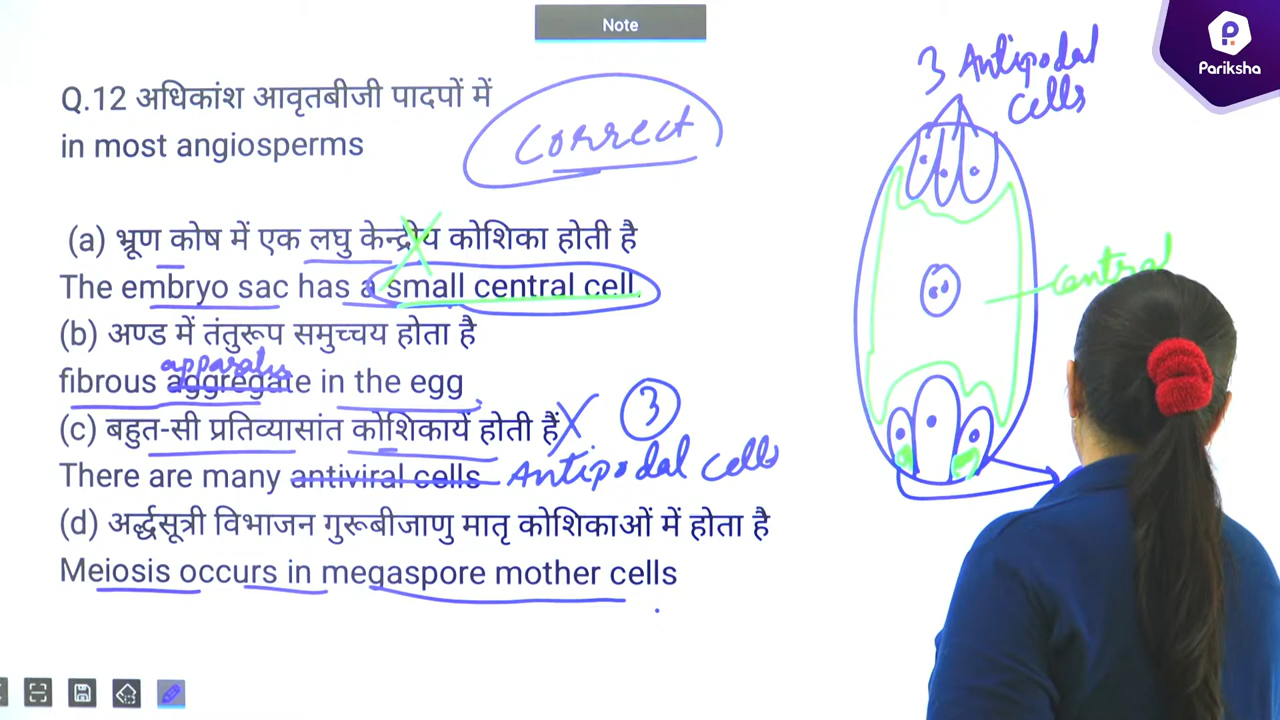 Note
Pariksha
3 Antipodal
cells
Q.12 अधिकांश आवृतबीजी पादपों में
in most angiosperms
correct
(a) भ्रूण कोष में एक लघु केन्द्रीय कोशिका होती है
The embryo sac has a small central cell.
central
(b) अण्ड में तंतुरूप समुच्चय होता है
apparatus
fibrous aggregate in the egg
(c) बहुत-सी प्रतिव्यासांत कोशिकायें होती हैं
3
There are many antiviral cells Antipodal cells
(d) अर्द्धसूत्री विभाजन गुरूबीजाणु मातृ कोशिकाओं में होता है
Meiosis occurs in megaspore mother cells